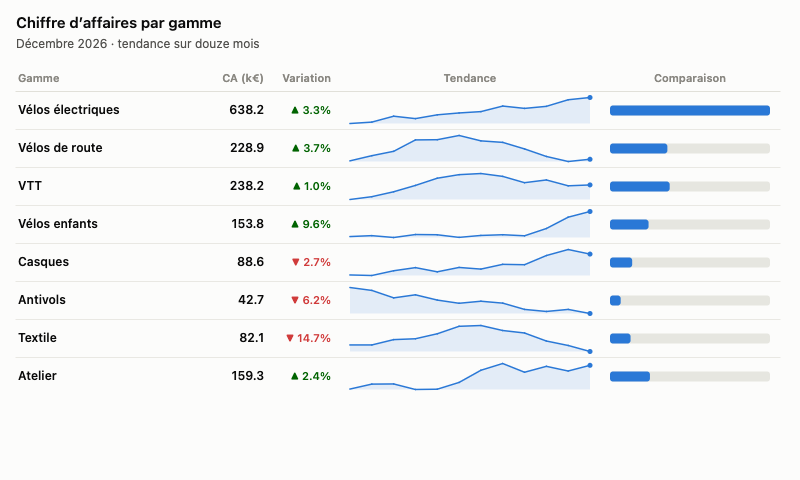 Chiffre d’affaires par gamme
Décembre 2026 · tendance sur douze mois
Gamme CA (k€) Variation Tendance Comparaison
Vélos électriques 638.2 ▲ 3.3%
Vélos de route 228.9 ▲ 3.7%
VTT 238.2 ▲ 1.0%
Vélos enfants 153.8 ▲ 9.6%
Casques 88.6 ▼ 2.7%
Antivols 42.7 ▼ 6.2%
Textile 82.1 ▼ 14.7%
Atelier 159.3 ▲ 2.4%